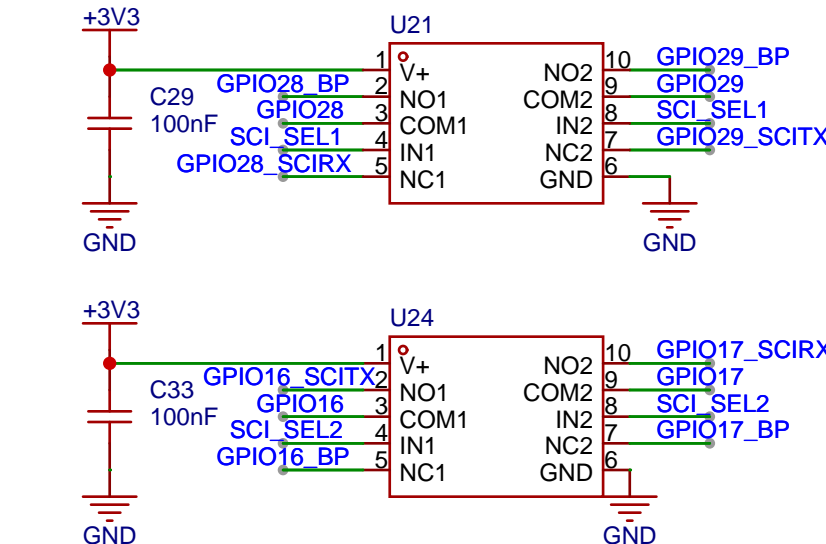 +3V3
U21
C29
100nF
GPIO28_BP
GPIO28
SCI_SEL1
GPIO28_SCIRX
1
2
3
4
5
V+
NO1
COM1
IN1
NC1
NO2
COM2
IN2
NC2
GND
10
9
8
7
6
GPIO29_BP
GPIO29
SCI_SEL1
GPIO29_SCITX
GND
GND
+3V3
U24
C33
100nF
GPIO16_SCITX
GPIO16
SCI_SEL2
GPIO16_BP
1
2
3
4
5
V+
NO1
COM1
IN1
NC1
NO2
COM2
IN2
NC2
GND
10
9
8
7
6
GPIO17_SCIRX
GPIO17
SCI_SEL2
GPIO17_BP
GND
GND